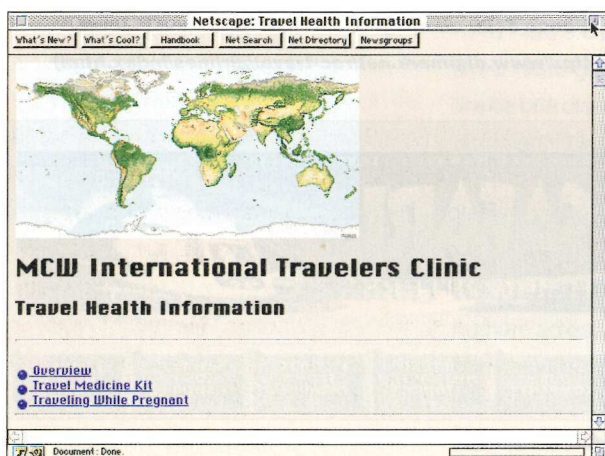 Netscape: Travel Health Information
What's New? What's Cool? Handbook Net Search Net Directory Newsgroups
MCW International Travelers Clinic
Travel Health Information
Overview
Travel Medicine Kit
Traveling While Pregnant
Document: Done.